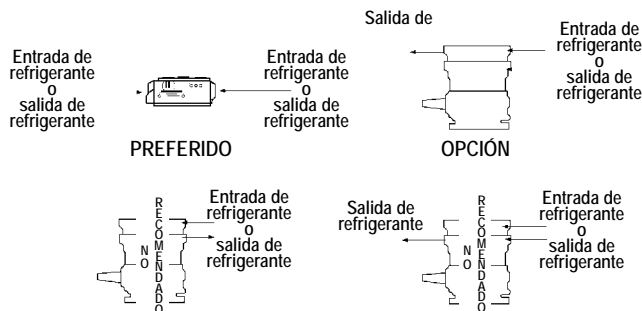 Entrada de
refrigerante
o
salida de
refrigerante
Entrada de
refrigerante
o
salida de
refrigerante
PREFERIDO
Salida de
Entrada de
refrigerante
o
salida de
refrigerante
OPCIÓN
NO
RECOMENDADO
Entrada de
refrigerante
o
salida de
refrigerante
Salida de
refrigerante
NO
RECOMENDADO
Entrada de
refrigerante
o
salida de
refrigerante